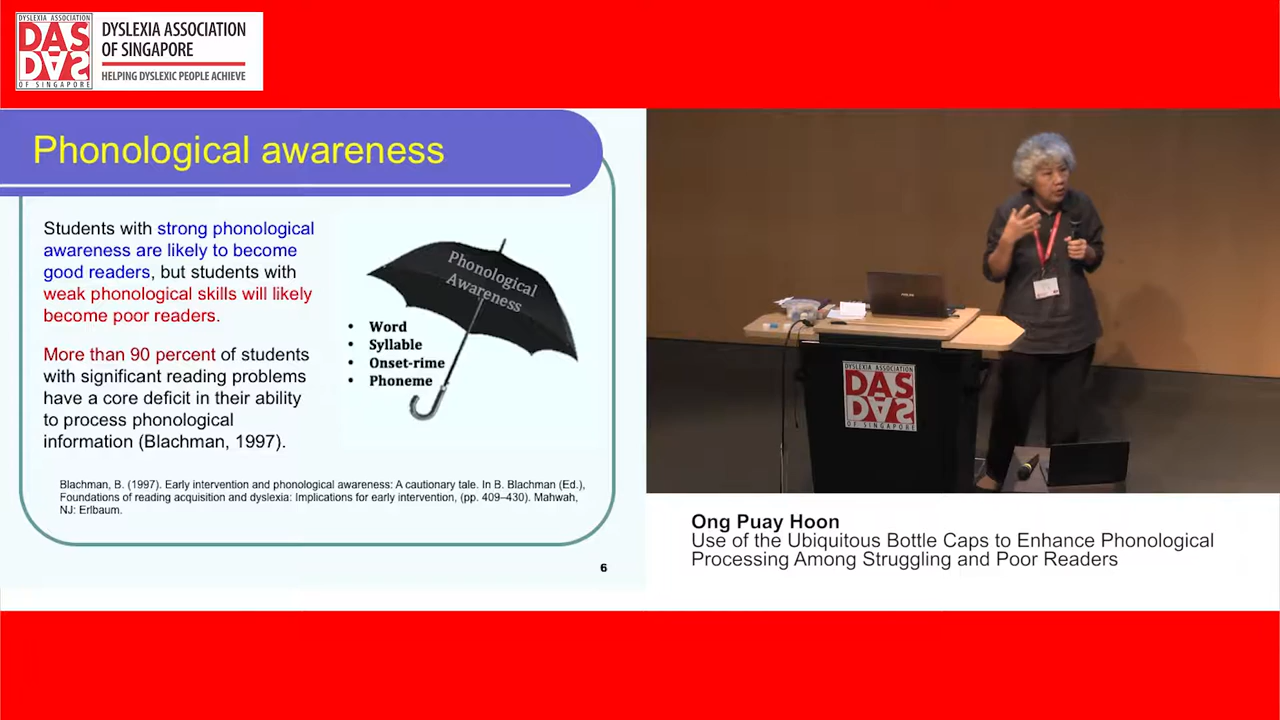 DYSLEXIA ASSOCIATION
DAS
DAS
OF SINGAPORE
DYSLEXIA ASSOCIATION
OF SINGAPORE
HELPING DYSLEXIC PEOPLE ACHIEVE
Phonological awareness
Students with strong phonological
awareness are likely to become
good readers, but students with
weak phonological skills will likely
become poor readers.
More than 90 percent of students
with significant reading problems
have a core deficit in their ability
to process phonological
information (Blachman, 1997).
Phonological
Awareness
• Word
• Syllable
• Onset-rime
• Phoneme
Blachman, B. (1997). Early intervention and phonological awareness: A cautionary tale. In B. Blachman (Ed.),
Foundations of reading acquisition and dyslexia: Implications for early intervention, (pp. 409–430). Mahwah,
NJ: Erlbaum.
6
DYSLEXIA ASSOCIATION
DAS
DAS
OF SINGAPORE
Ong Puay Hoon
Use of the Ubiquitous Bottle Caps to Enhance Phonological
Processing Among Struggling and Poor Readers